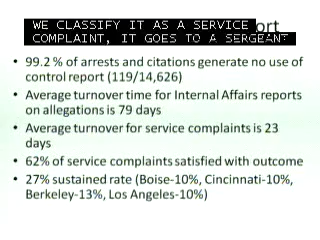 WE CLASSIFY IT AS A SERVICE ort
COMPLAINT, IT GOES TO A SERGEANT
• 99.2 % of arrests and citations generate no use of
control report (119/14,626)
• Average turnover time for Internal Affairs reports
on allegations is 79 days
• Average turnover for service complaints is 23
days
• 62% of service complaints satisfied with outcome
• 27% sustained rate (Boise-10%, Cincinnati-10%,
Berkeley-13%, Los Angeles-10%)